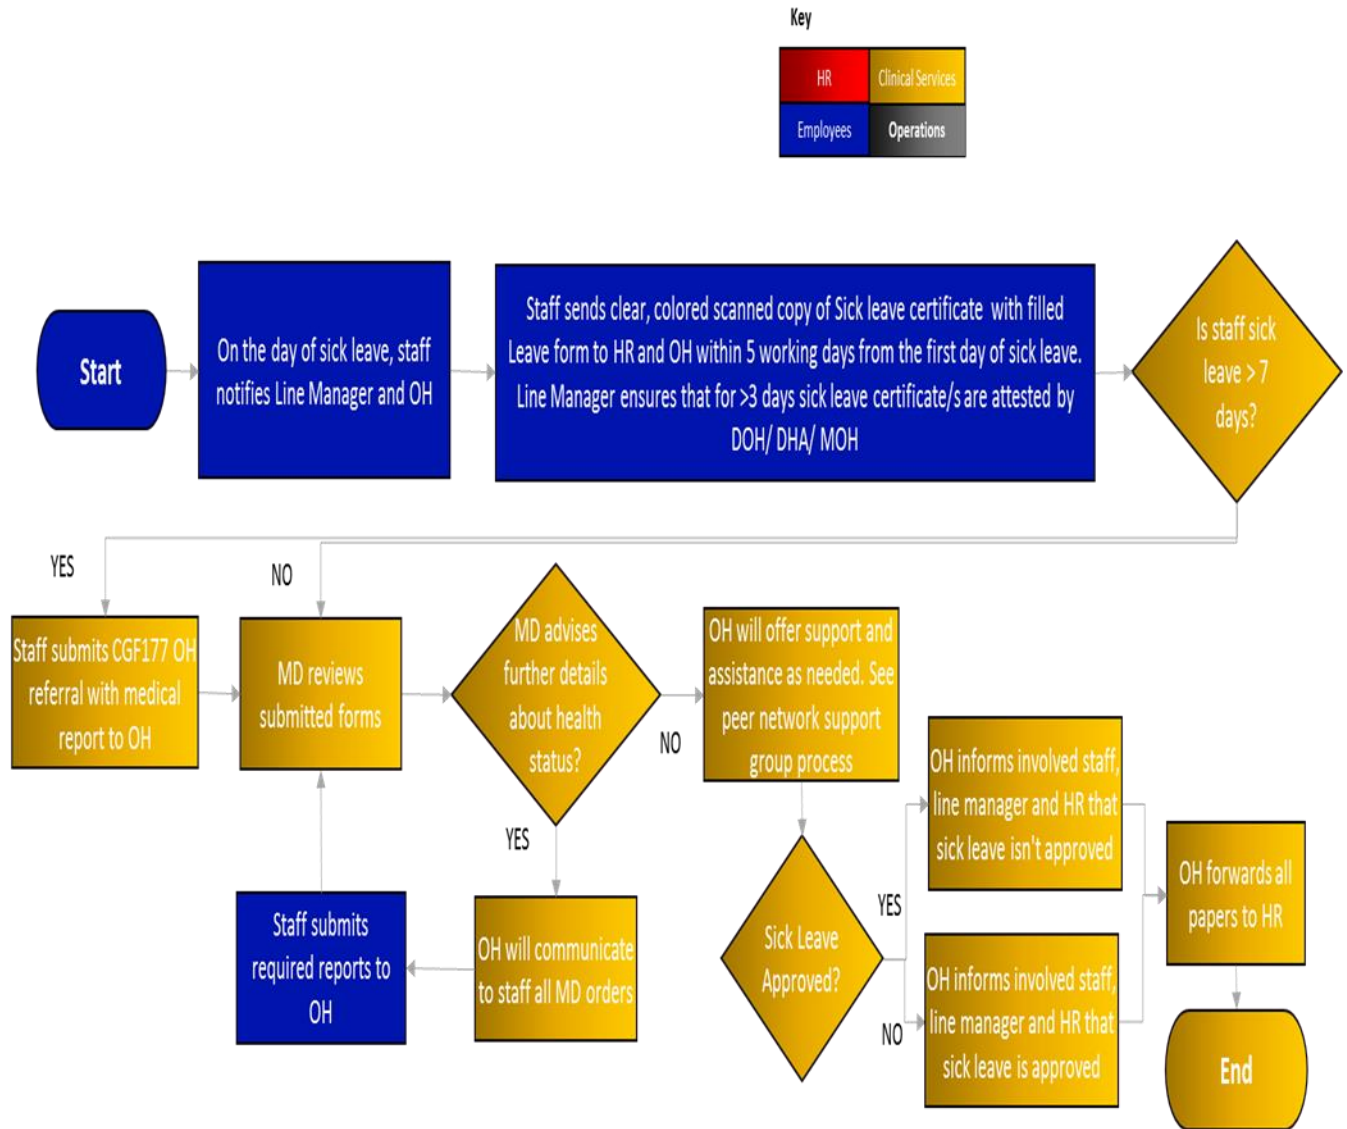 Key
HR
Clinical Services
Employees
Operations
Start
On the day of sick leave, staff
notifies Line Manager and OH
Staff sends clear, colored scanned copy of Sick leave certificate with filled
Leave form to HR and OH within 5 working days from the first day of sick leave.
Line Manager ensures that for >3 days sick leave certificate/s are attested by
DOH/ DHA/ MOH
Is staff sick
leave > 7
days?
YES
NO
Staff submits CGF177 OH
referral with medical
report to OH
MD reviews
submitted forms
MD advises
further details
about health
status?
NO
YES
OH will offer support and
assistance as needed. See
peer network support
group process
OH will communicate
to staff all MD orders
Staff submits
required reports to
OH
Sick Leave
Approved?
YES
NO
OH informs involved staff,
line manager and HR that
sick leave isn't approved
OH informs involved staff,
line manager and HR that
sick leave is approved
OH forwards all
papers to HR
End